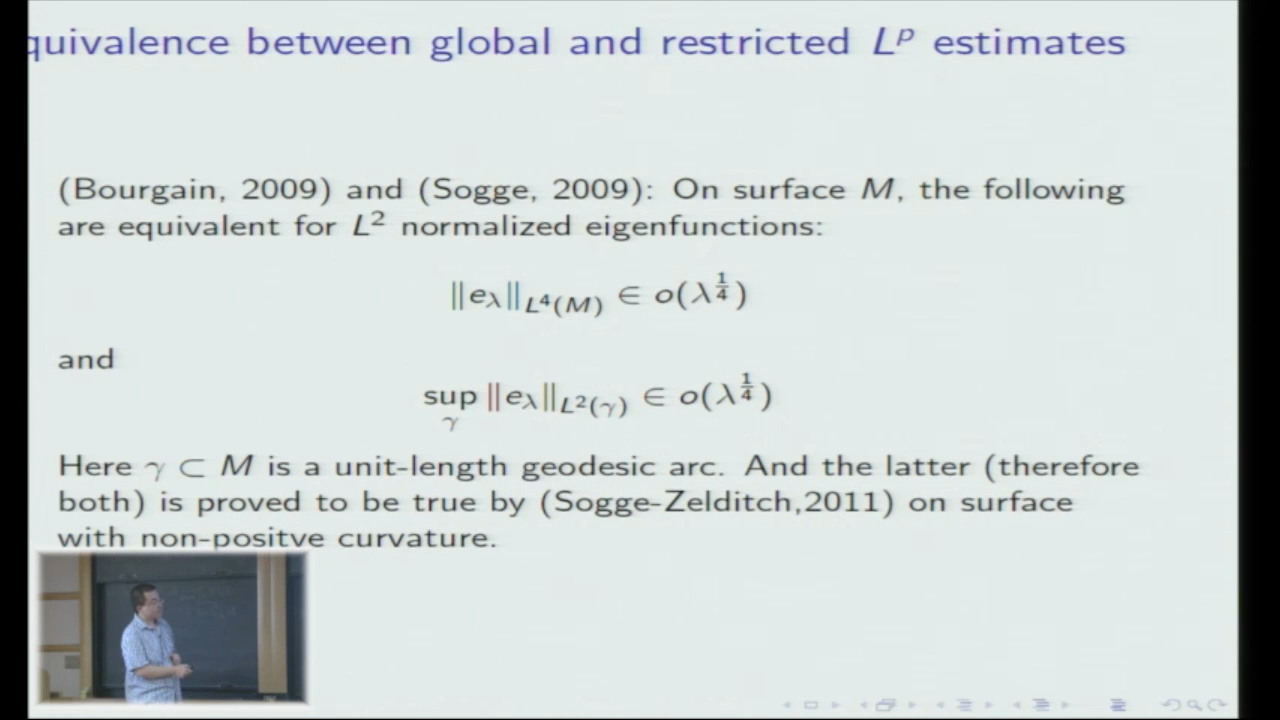 quivalence between global and restricted Lᵖ estimates
(Bourgain, 2009) and (Sogge, 2009): On surface M, the following
are equivalent for L² normalized eigenfunctions:
‖e_λ‖_{L⁴(M)} ∈ o(λ^{1/4})
and
sup_γ ‖e_λ‖_{L²(γ)} ∈ o(λ^{1/4})
Here γ ⊂ M is a unit-length geodesic arc. And the latter (therefore
both) is proved to be true by (Sogge-Zelditch,2011) on surface
with non-positve curvature.